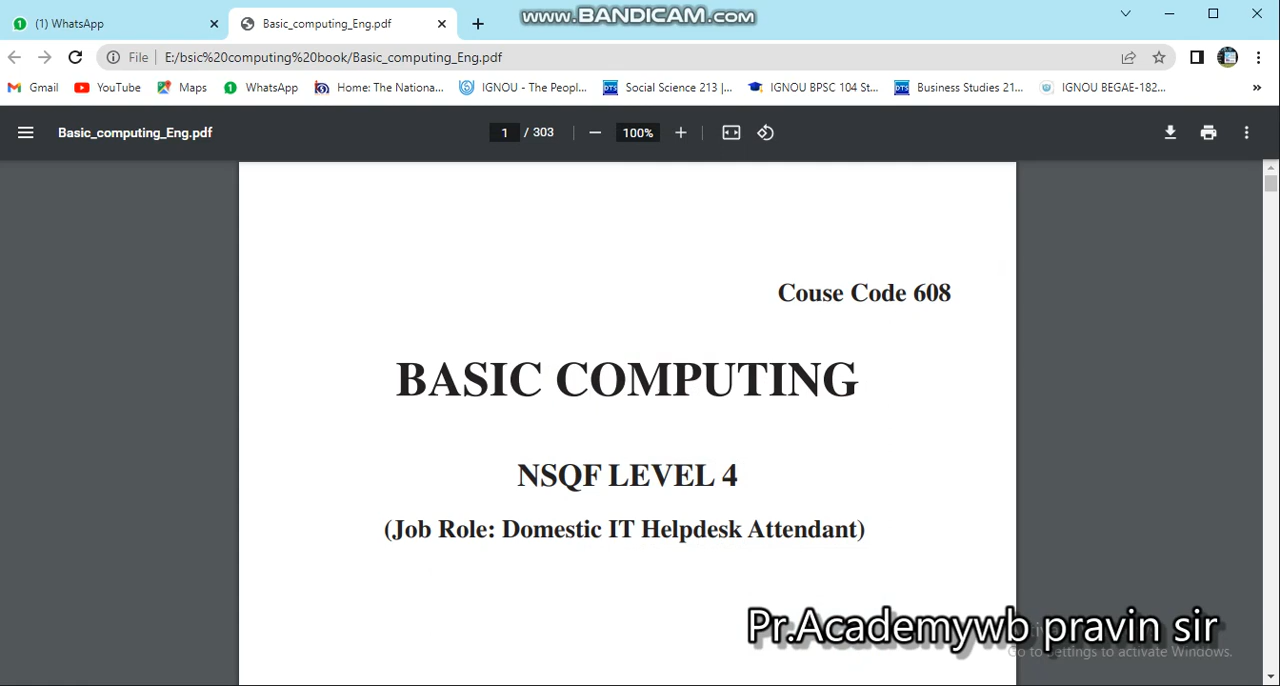 www.BANDICAM.com
(1) WhatsApp
Basic_computing_Eng.pdf
File | E:/bsic%20computing%20book/Basic_computing_Eng.pdf
Gmail YouTube Maps WhatsApp Home: The Nationa... IGNOU - The Peopl... Social Science 213 |... IGNOU BPSC 104 St... Business Studies 21... IGNOU BEGAE-182... »
Basic_computing_Eng.pdf 1 / 303 100%
Couse Code 608
BASIC COMPUTING
NSQF LEVEL 4
(Job Role: Domestic IT Helpdesk Attendant)
Pr.Academywb pravin sir
Go to Settings to activate Windows.